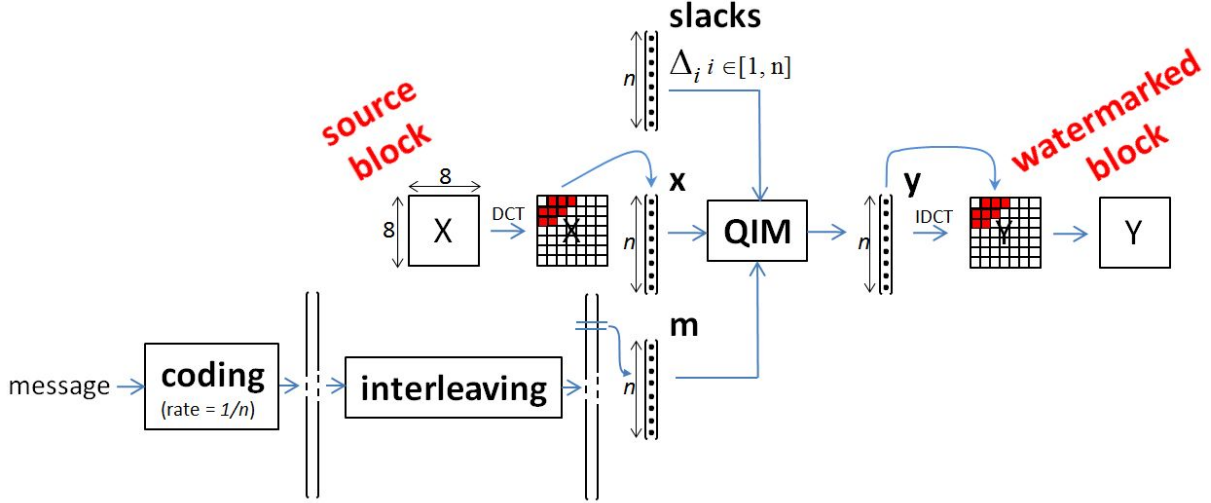 slacks
n
Δi i ∈[1, n]
source
block
watermarked
block
8
8
X
DCT
X
x
n
QIM
y
n
IDCT
Y
Y
message
coding
(rate = 1/n)
interleaving
m
n